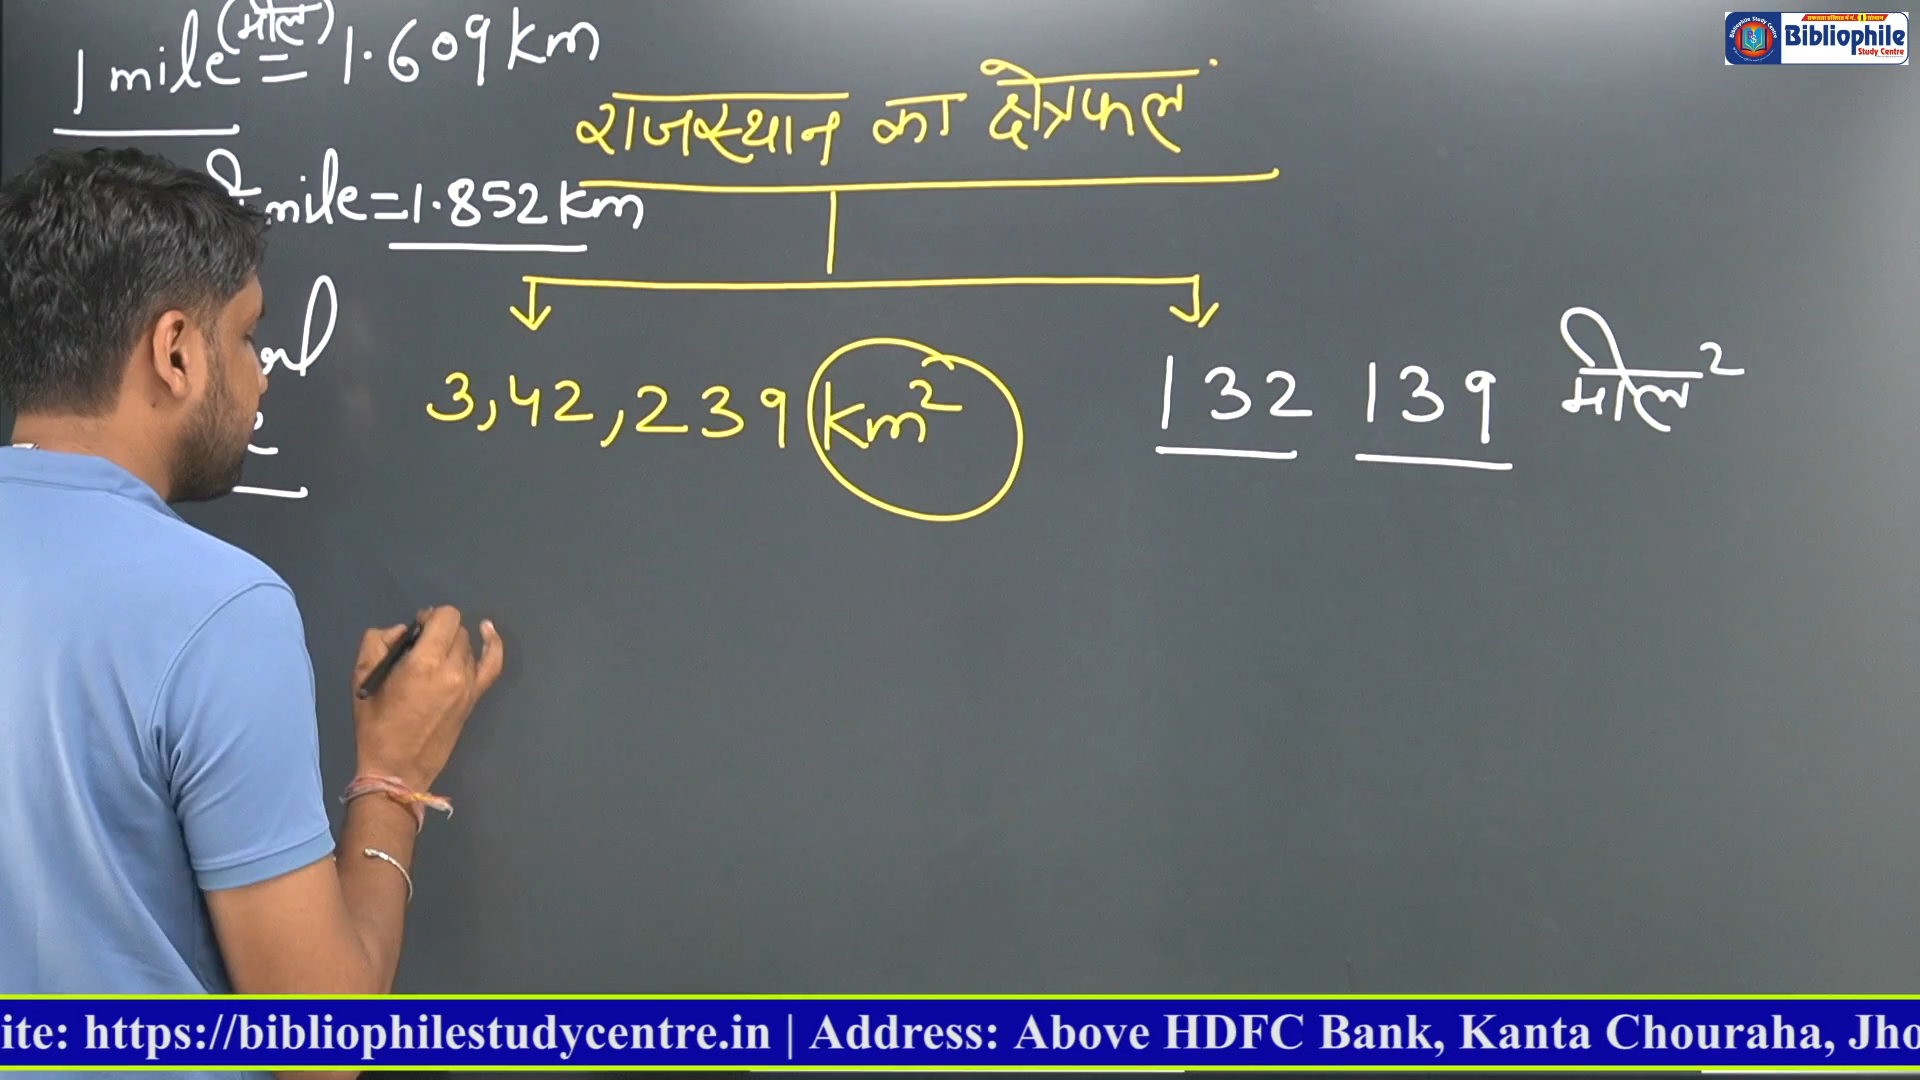 1 mile (मील) = 1.609 km
राजस्थान का क्षेत्रफल
mile = 1.852 km
3,42,239 km²
132 139 मील²
Bibliophile
Study Centre
ite: https://bibliophilestudycentre.in | Address: Above HDFC Bank, Kanta Chouraha, Jho